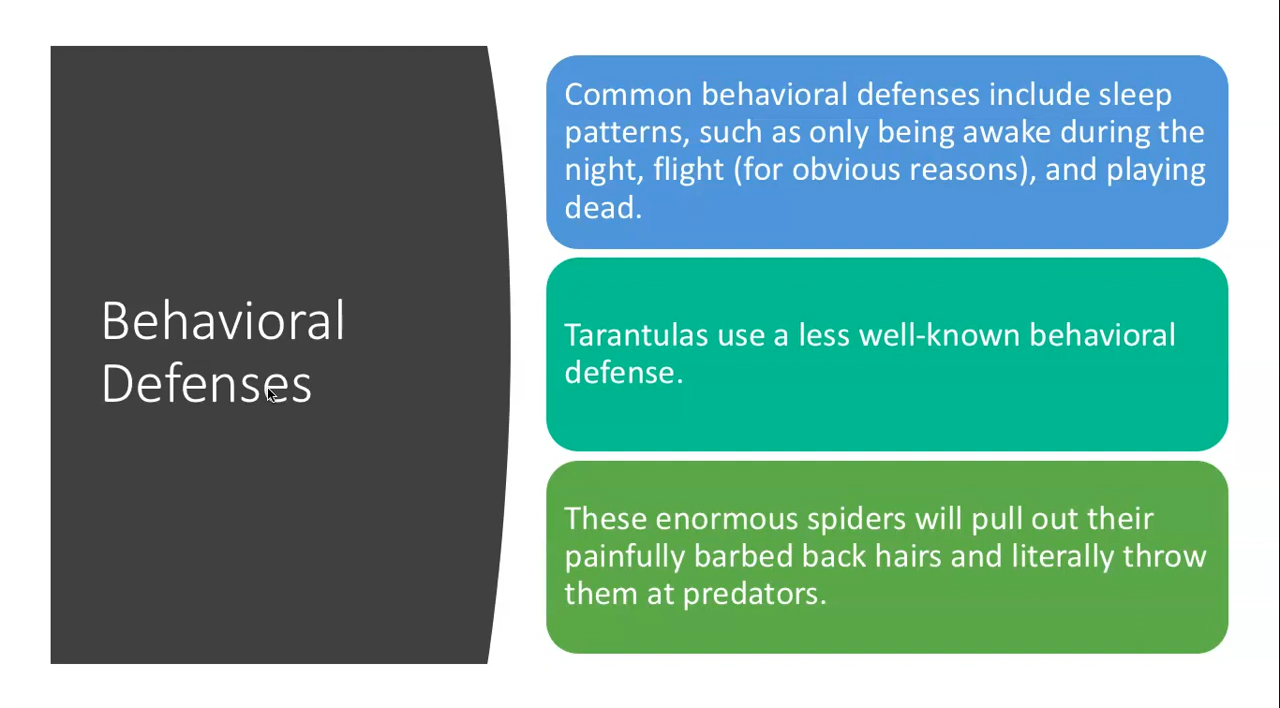 Behavioral
Defenses
Common behavioral defenses include sleep
patterns, such as only being awake during the
night, flight (for obvious reasons), and playing
dead.
Tarantulas use a less well-known behavioral
defense.
These enormous spiders will pull out their
painfully barbed back hairs and literally throw
them at predators.